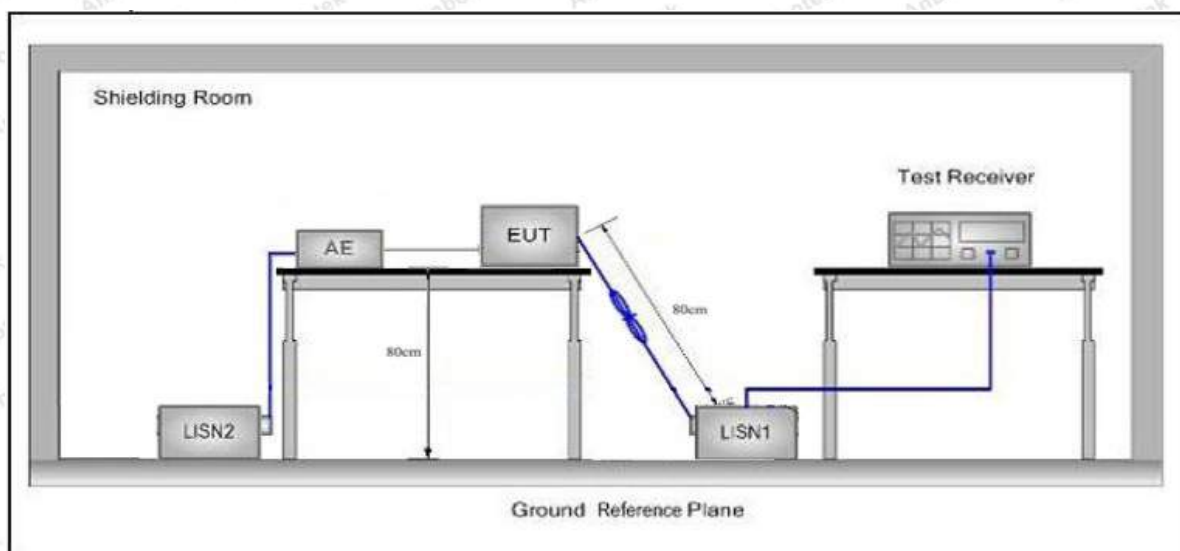 Shielding Room
Test Receiver
AE
EUT
80cm
80cm
LISN2
LISN1
Ground Reference Plane